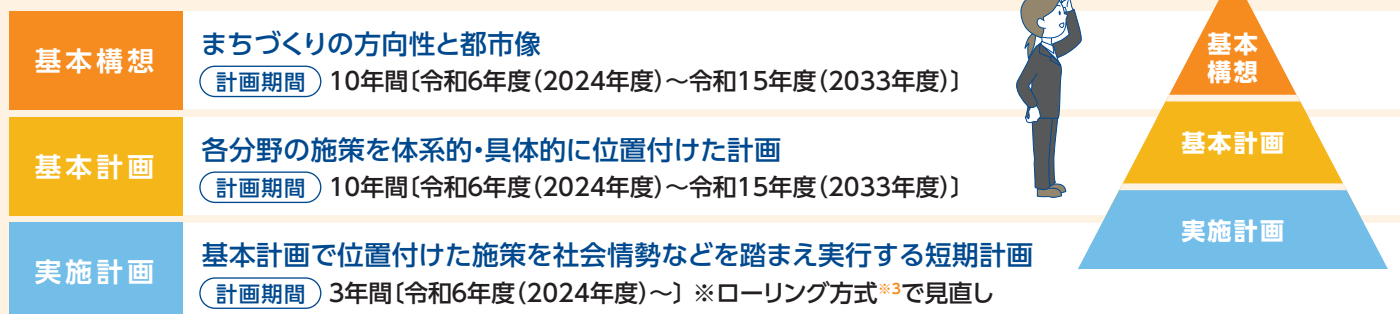 基本構想
まちづくりの方向性と都市像
計画期間 10年間〔令和6年度(2024年度)～令和15年度(2033年度)〕
基本計画
各分野の施策を体系的・具体的に位置付けた計画
計画期間 10年間〔令和6年度(2024年度)～令和15年度(2033年度)〕
実施計画
基本計画で位置付けた施策を社会情勢などを踏まえ実行する短期計画
計画期間 3年間〔令和6年度(2024年度)～〕 ※ローリング方式※3で見直し
基本
構想
基本計画
実施計画